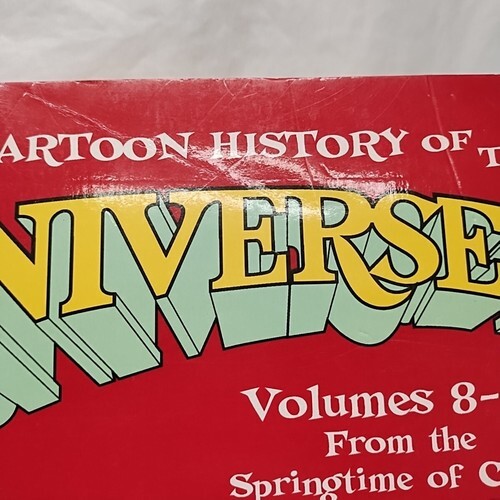 ARTOON HISTORY OF T
NIVERSE
Volumes 8-
From the
Springtime of C